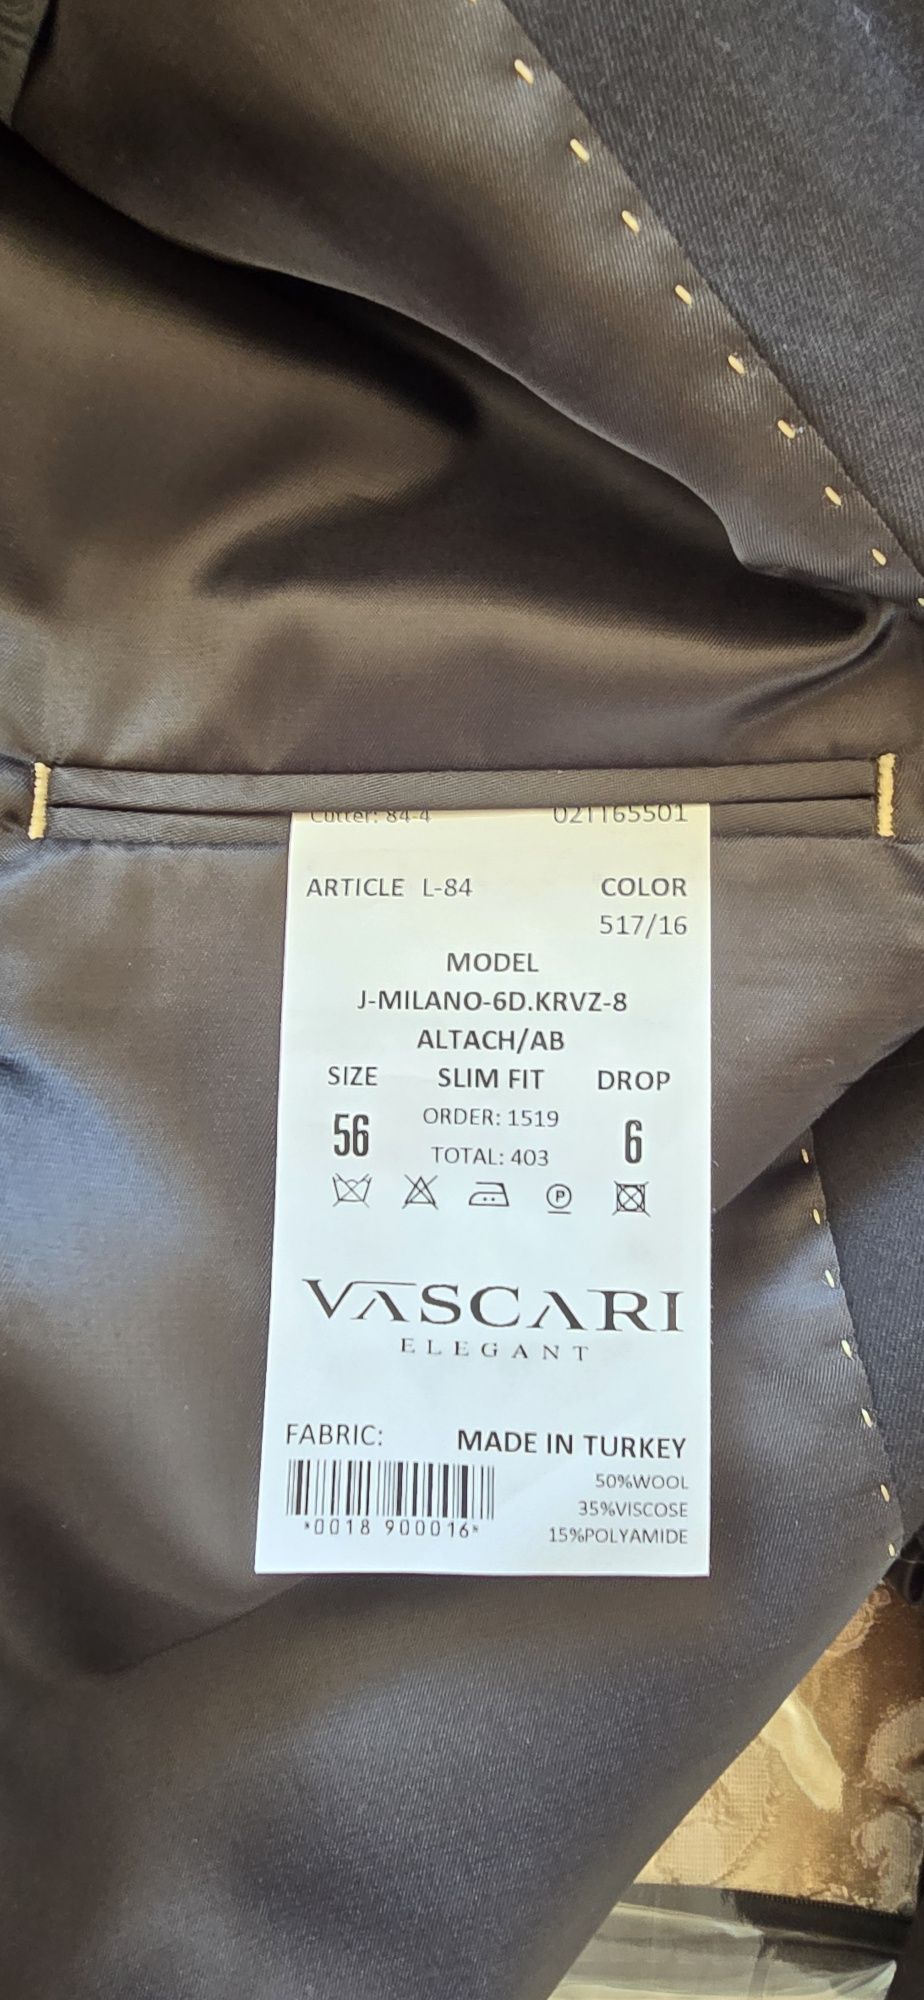 Cutter: 84-4 021165501
ARTICLE L-84 COLOR
517/16
MODEL
J-MILANO-6D.KRVZ-8
ALTACH/AB
SIZE SLIM FIT DROP
56 ORDER: 1519 6
TOTAL: 403
P
VASCARI
ELEGANT
FABRIC: MADE IN TURKEY
50%WOOL
35%VISCOSE
*0018 900016* 15%POLYAMIDE